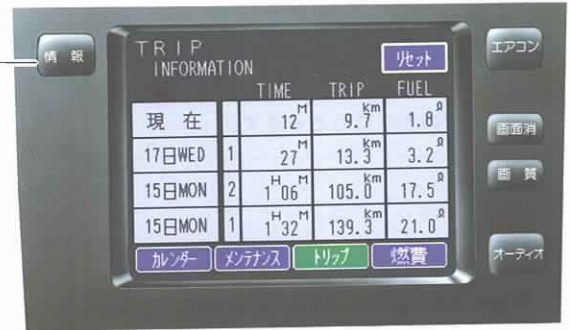 情報
TRIP
INFORMATION
リセット
エアコン
TIME TRIP FUEL
現在 12M 9.7km 1.8ℓ
画面消
17日WED 1 27M 13.3km 3.2ℓ
画質
15日MON 2 1H06M 105.0km 17.5ℓ
15日MON 1 1H32M 139.3km 21.0ℓ
カレンダー メンテナンス トリップ 燃費
オーディオ